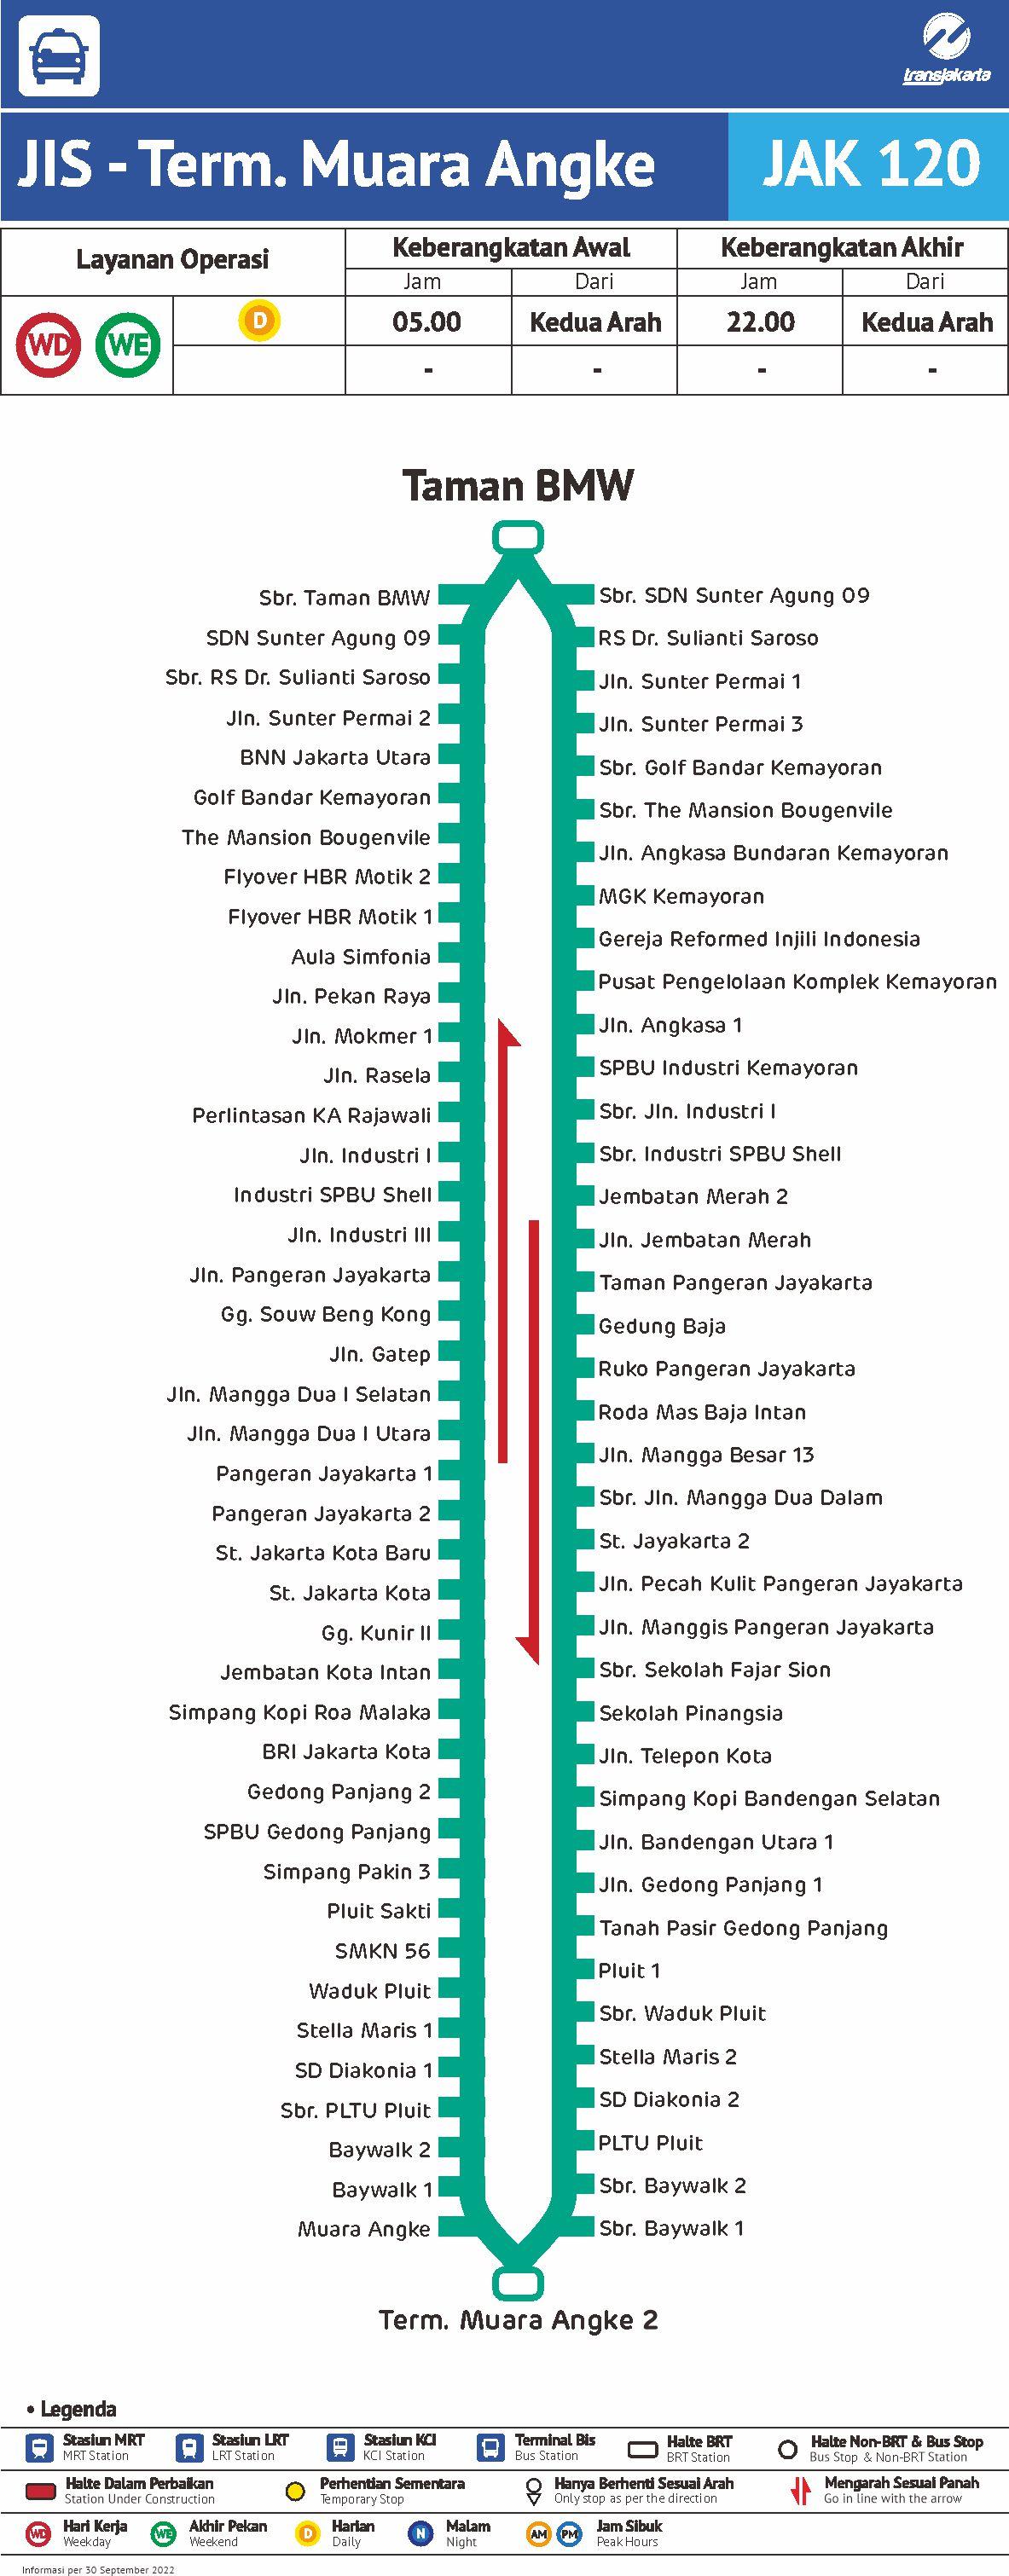 transjakarta
JIS - Term. Muara Angke
JAK 120
Layanan Operasi
Keberangkatan Awal
Keberangkatan Akhir
Jam
Dari
Jam
Dari
WD
WE
D
05.00
Kedua Arah
22.00
Kedua Arah
-
-
-
-
Taman BMW
Sbr. Taman BMW
SDN Sunter Agung 09
Sbr. RS Dr. Sulianti Saroso
Jln. Sunter Permai 2
BNN Jakarta Utara
Golf Bandar Kemayoran
The Mansion Bougenvile
Flyover HBR Motik 2
Flyover HBR Motik 1
Aula Simfonia
Jln. Pekan Raya
Jln. Mokmer 1
Jln. Rasela
Perlintasan KA Rajawali
Jln. Industri I
Industri SPBU Shell
Jln. Industri III
Jln. Pangeran Jayakarta
Gg. Souw Beng Kong
Jln. Gatep
Jln. Mangga Dua I Selatan
Jln. Mangga Dua I Utara
Pangeran Jayakarta 1
Pangeran Jayakarta 2
St. Jakarta Kota Baru
St. Jakarta Kota
Gg. Kunir II
Jembatan Kota Intan
Simpang Kopi Roa Malaka
BRI Jakarta Kota
Gedong Panjang 2
SPBU Gedong Panjang
Simpang Pakin 3
Pluit Sakti
SMKN 56
Waduk Pluit
Stella Maris 1
SD Diakonia 1
Sbr. PLTU Pluit
Baywalk 2
Baywalk 1
Muara Angke
Sbr. SDN Sunter Agung 09
RS Dr. Sulianti Saroso
Jln. Sunter Permai 1
Jln. Sunter Permai 3
Sbr. Golf Bandar Kemayoran
Sbr. The Mansion Bougenvile
Jln. Angkasa Bundaran Kemayoran
MGK Kemayoran
Gereja Reformed Injili Indonesia
Pusat Pengelolaan Komplek Kemayoran
Jln. Angkasa 1
SPBU Industri Kemayoran
Sbr. Jln. Industri I
Sbr. Industri SPBU Shell
Jembatan Merah 2
Jln. Jembatan Merah
Taman Pangeran Jayakarta
Gedung Baja
Ruko Pangeran Jayakarta
Roda Mas Baja Intan
Jln. Mangga Besar 13
Sbr. Jln. Mangga Dua Dalam
St. Jayakarta 2
Jln. Pecah Kulit Pangeran Jayakarta
Jln. Manggis Pangeran Jayakarta
Sbr. Sekolah Fajar Sion
Sekolah Pinangsia
Jln. Telepon Kota
Simpang Kopi Bandengan Selatan
Jln. Bandengan Utara 1
Jln. Gedong Panjang 1
Tanah Pasir Gedong Panjang
Pluit 1
Sbr. Waduk Pluit
Stella Maris 2
SD Diakonia 2
PLTU Pluit
Sbr. Baywalk 2
Sbr. Baywalk 1
Term. Muara Angke 2
• Legenda
Stasiun MRT
MRT Station
Stasiun LRT
LRT Station
Stasiun KCI
KCI Station
Terminal Bis
Bus Station
Halte BRT
BRT Station
Halte Non-BRT & Bus Stop
Bus Stop & Non-BRT Station
Halte Dalam Perbaikan
Station Under Construction
Perhentian Sementara
Temporary Stop
Hanya Berhenti Sesuai Arah
Only stop as per the direction
Mengarah Sesuai Panah
Go in line with the arrow
WD
Hari Kerja
Weekday
WE
Akhir Pekan
Weekend
D
Harian
Daily
N
Malam
Night
AM
PM
Jam Sibuk
Peak Hours
Informasi per 30 September 2022